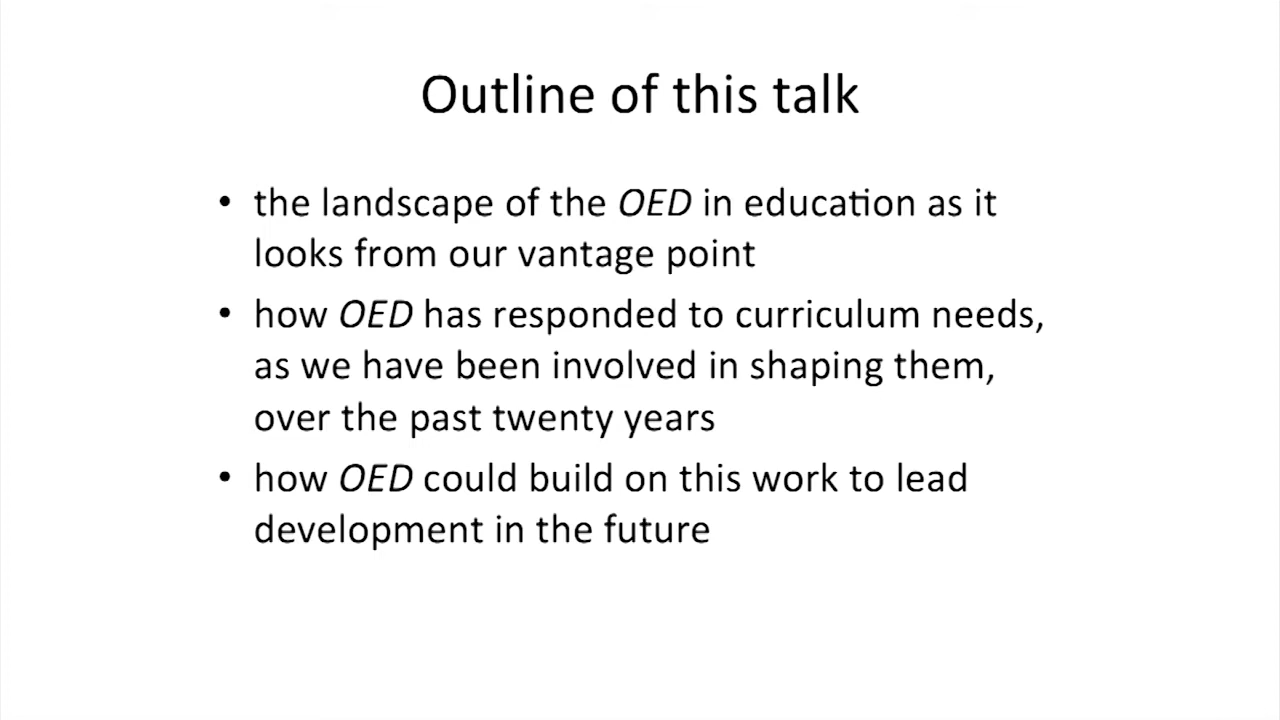 Outline of this talk
• the landscape of the OED in education as it
looks from our vantage point
• how OED has responded to curriculum needs,
as we have been involved in shaping them,
over the past twenty years
• how OED could build on this work to lead
development in the future